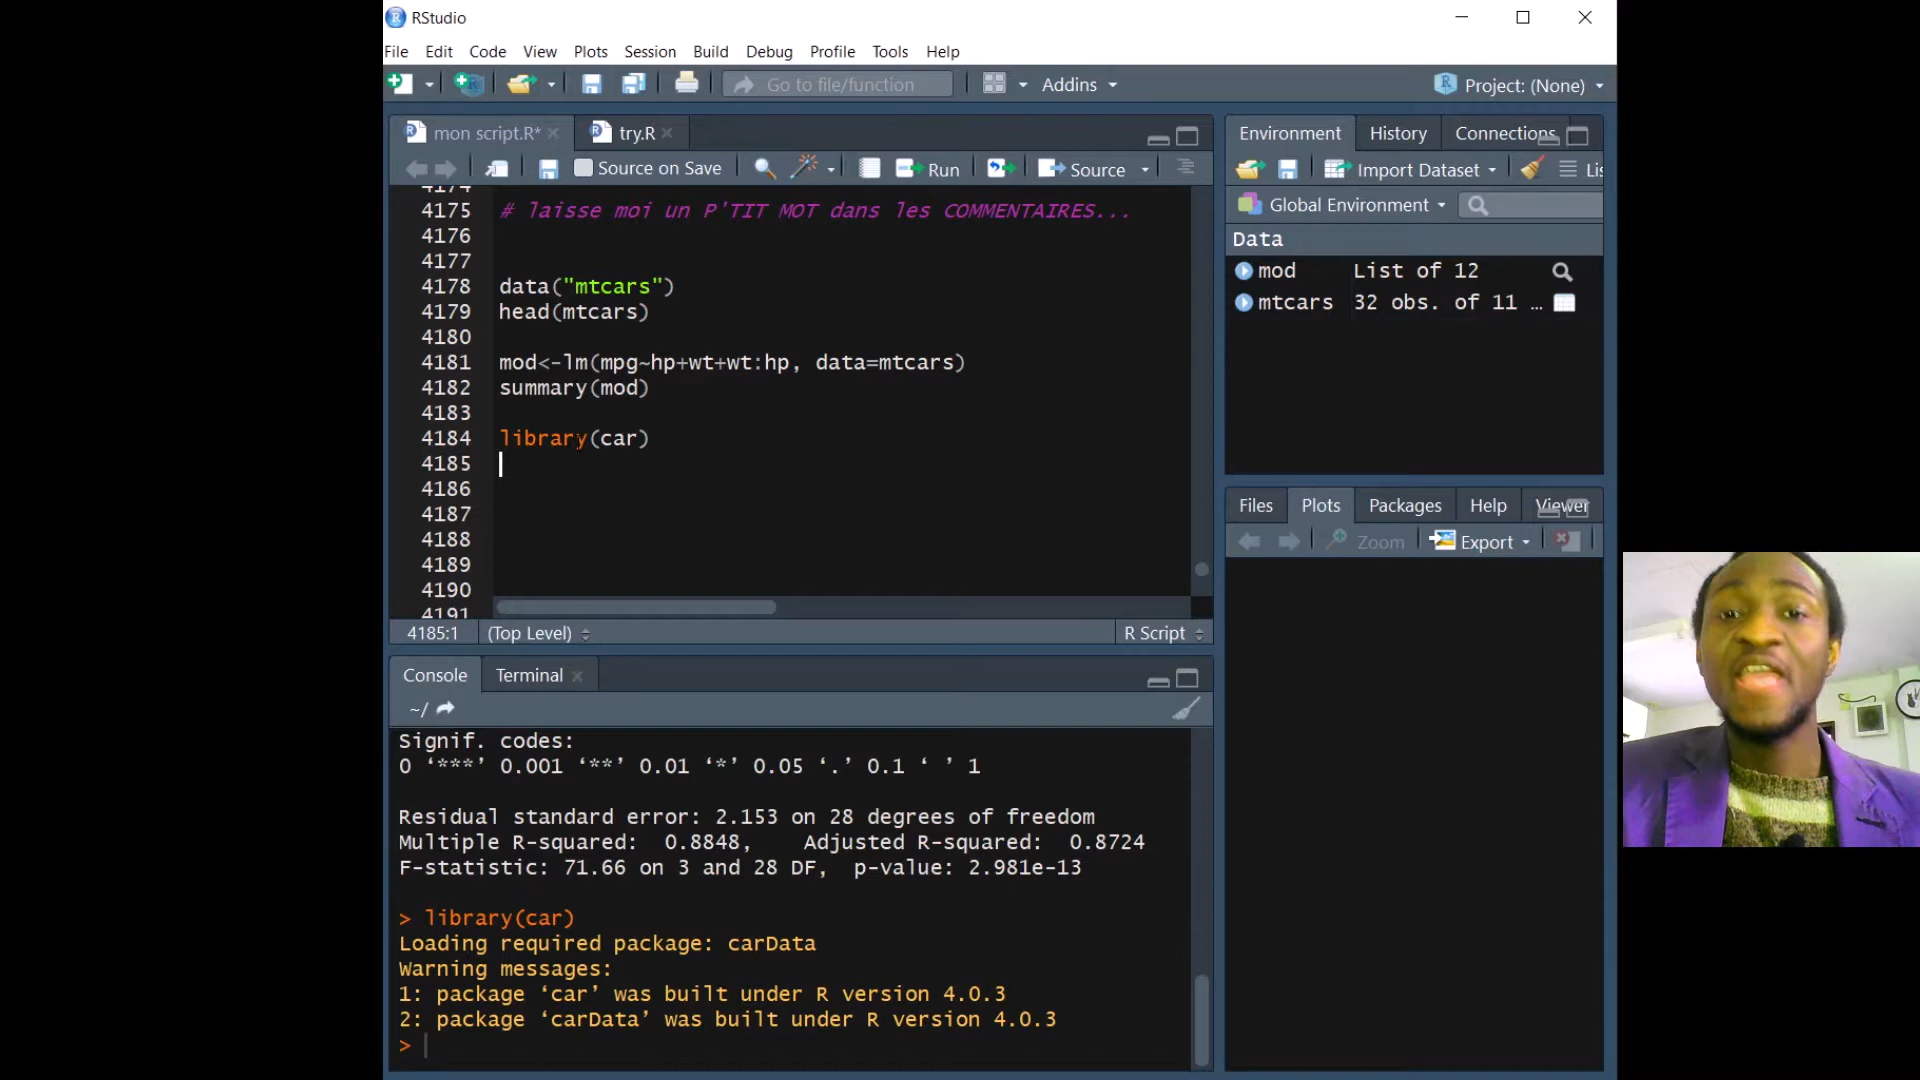 RStudio
File Edit Code View Plots Session Build Debug Profile Tools Help
Go to file/function Addins Project: (None)
mon script.R* try.R
Source on Save Run Source
4174
4175 # laisse moi un P'TIT MOT dans les COMMENTAIRES...
4176
4177
4178 data("mtcars")
4179 head(mtcars)
4180
4181 mod<-lm(mpg~hp+wt+wt:hp, data=mtcars)
4182 summary(mod)
4183
4184 library(car)
4185
4186
4187
4188
4189
4190
4191
4185:1 (Top Level) R Script
Console Terminal
~/
Signif. codes:
0 ‘***’ 0.001 ‘**’ 0.01 ‘*’ 0.05 ‘.’ 0.1 ‘ ’ 1
Residual standard error: 2.153 on 28 degrees of freedom
Multiple R-squared: 0.8848, Adjusted R-squared: 0.8724
F-statistic: 71.66 on 3 and 28 DF, p-value: 2.981e-13
> library(car)
Loading required package: carData
Warning messages:
1: package ‘car’ was built under R version 4.0.3
2: package ‘carData’ was built under R version 4.0.3
>
Environment History Connections
Import Dataset Lis
Global Environment
Data
mod List of 12
mtcars 32 obs. of 11 …
Files Plots Packages Help Viewer
Zoom Export